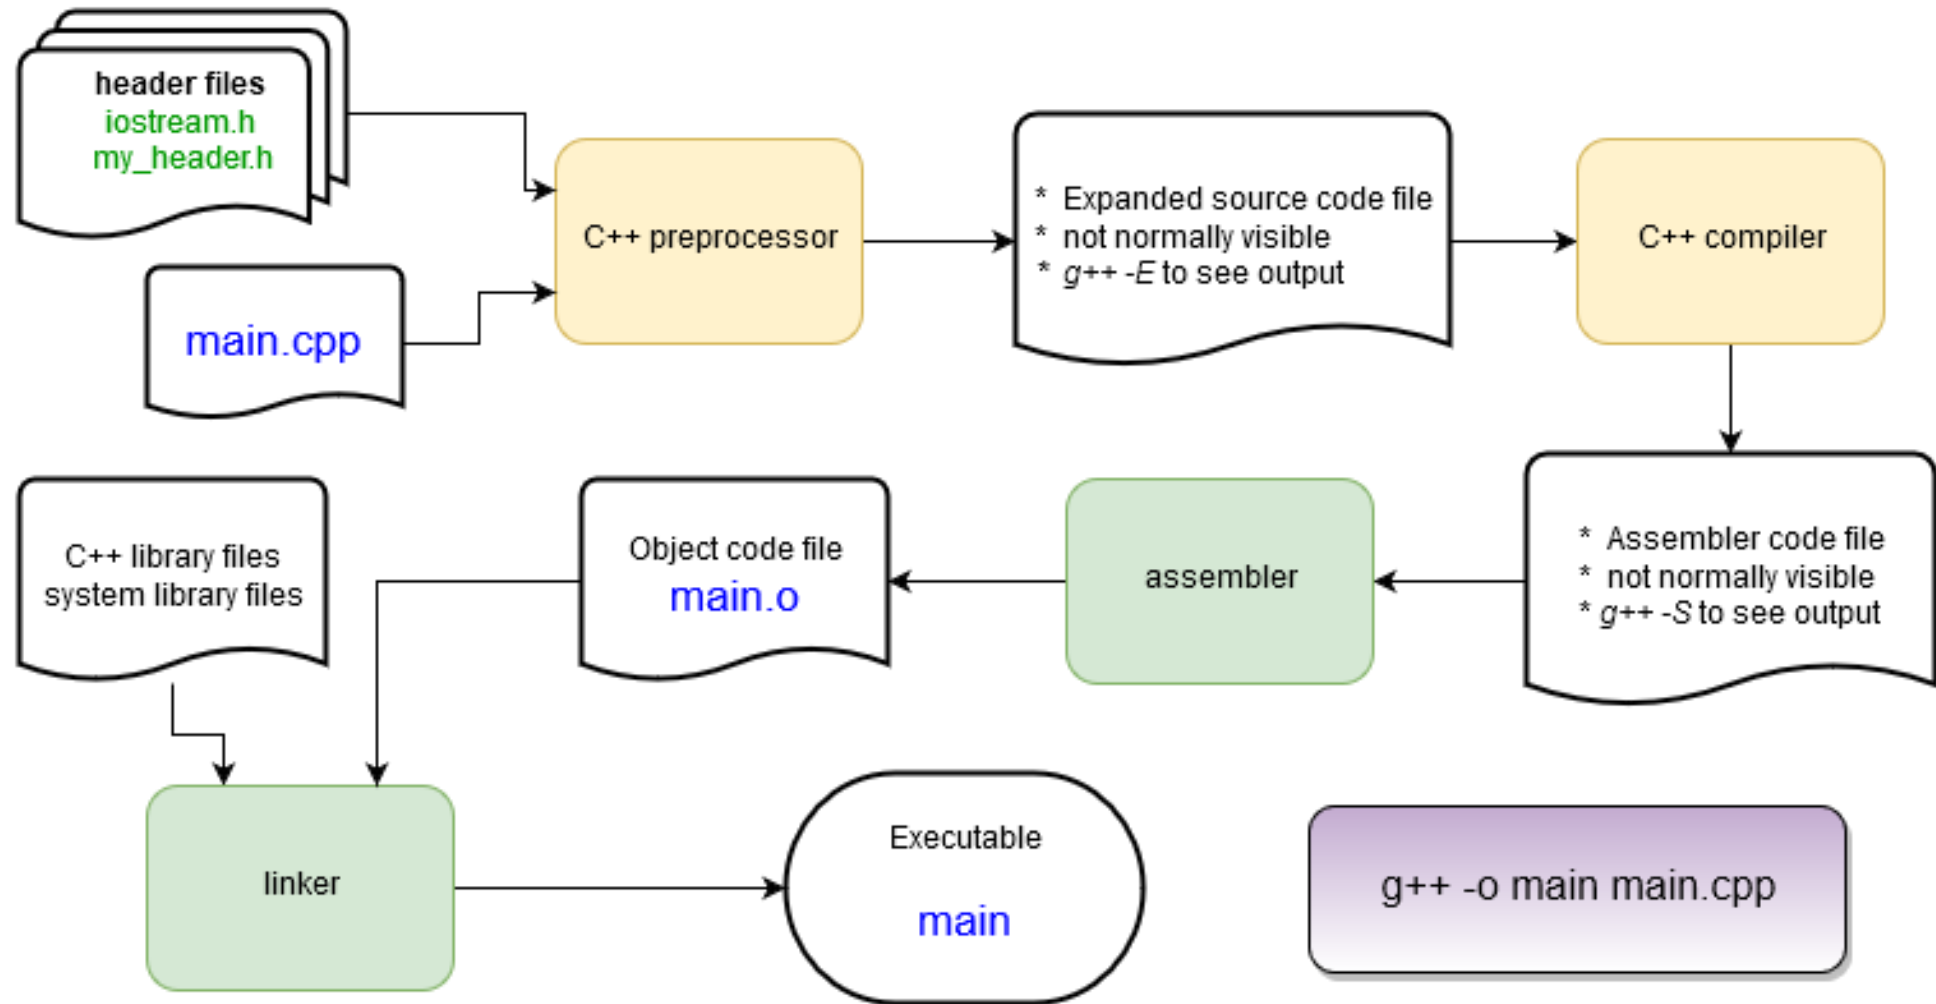 header files
iostream.h
my_header.h
main.cpp
C++ preprocessor
* Expanded source code file
* not normally visible
* g++ -E to see output
C++ compiler
* Assembler code file
* not normally visible
* g++ -S to see output
assembler
Object code file
main.o
C++ library files
system library files
linker
Executable
main
g++ -o main main.cpp